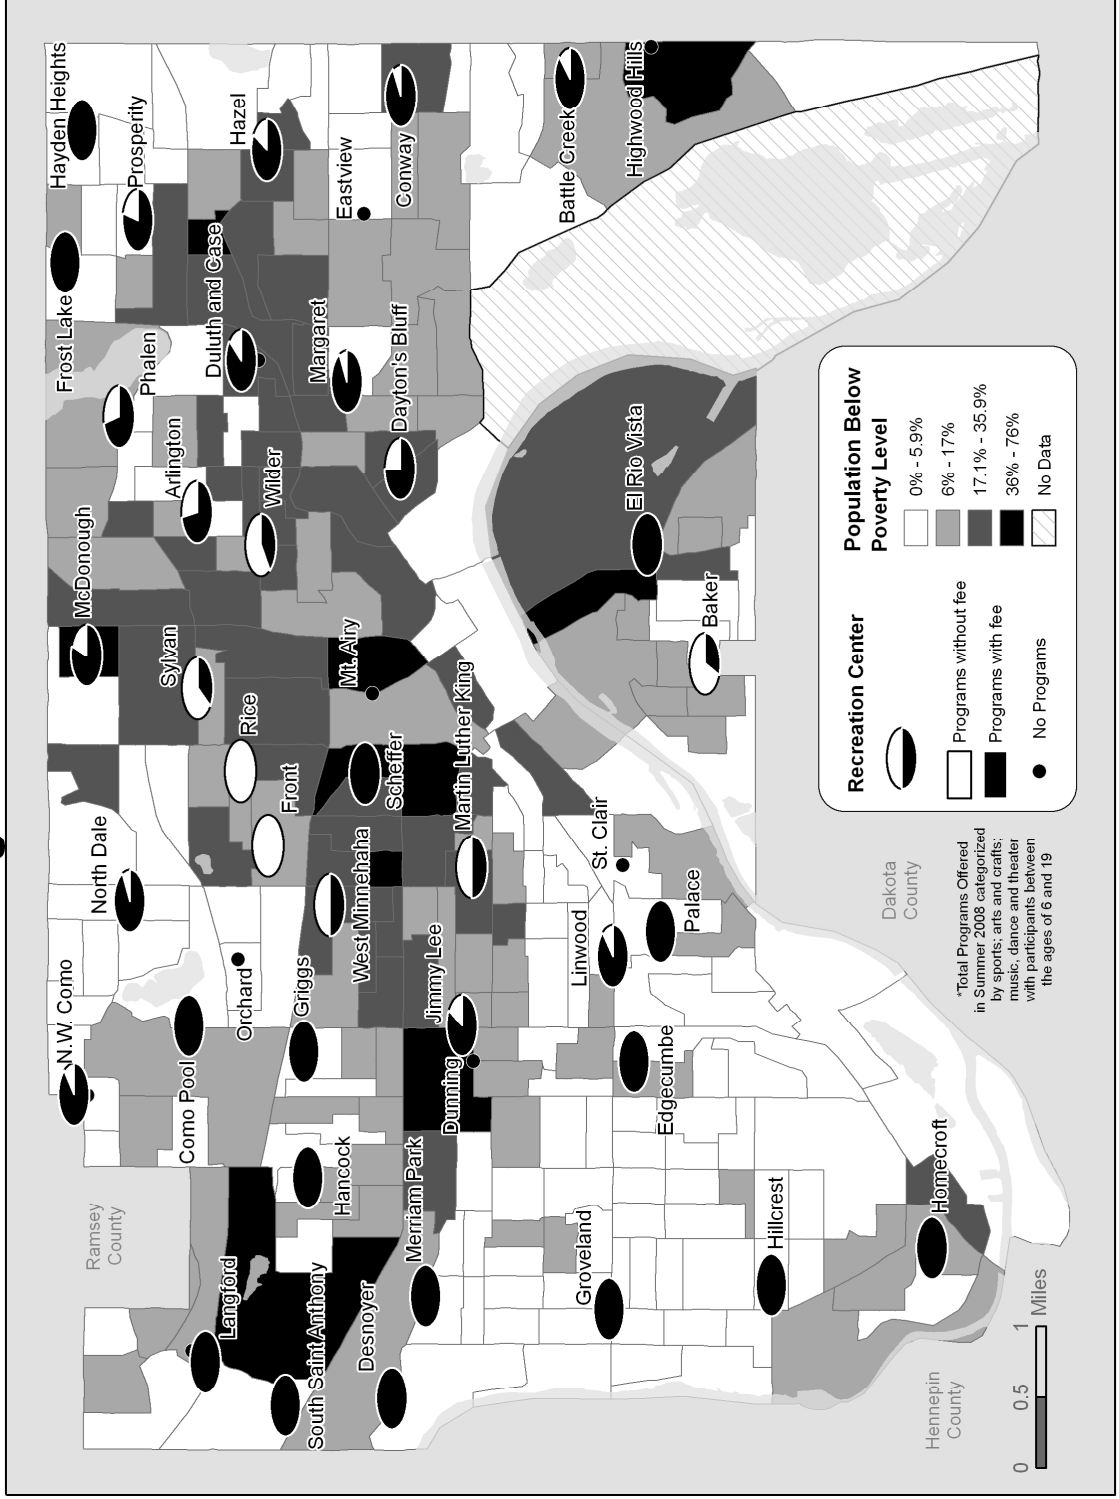 Hayden Heights
Prosperity
Hazel
Eastview
Conway
Battle Creek
Highwood Hills
Frost Lake
Phalen
Duluth and Case
Margaret
Dayton's Bluff
Arlington
Wilder
McDonough
El Rio Vista
Baker
Sylvan
Mt. Airy
Rice
Front
Scheffer
Martin Luther King
North Dale
West Minnehaha
St. Clair
Palace
Linwood
Jimmy Lee
N.W. Como
Orchard
Griggs
Como Pool
Dunning
Edgecumbe
Hancock
Merriam Park
Langford
South Saint Anthony
Desnoyer
Groveland
Hillcrest
Homecroft
Ramsey
County
Dakota
County
Hennepin
County
Recreation Center
Programs without fee
Programs with fee
No Programs
Population Below
Poverty Level
0% - 5.9%
6% - 17%
17.1% - 35.9%
36% - 76%
No Data
*Total Programs Offered
in Summer 2008 categorized
by sports; arts and crafts;
music, dance and theater
with participants between
the ages of 6 and 19
0 0.5 1
Miles